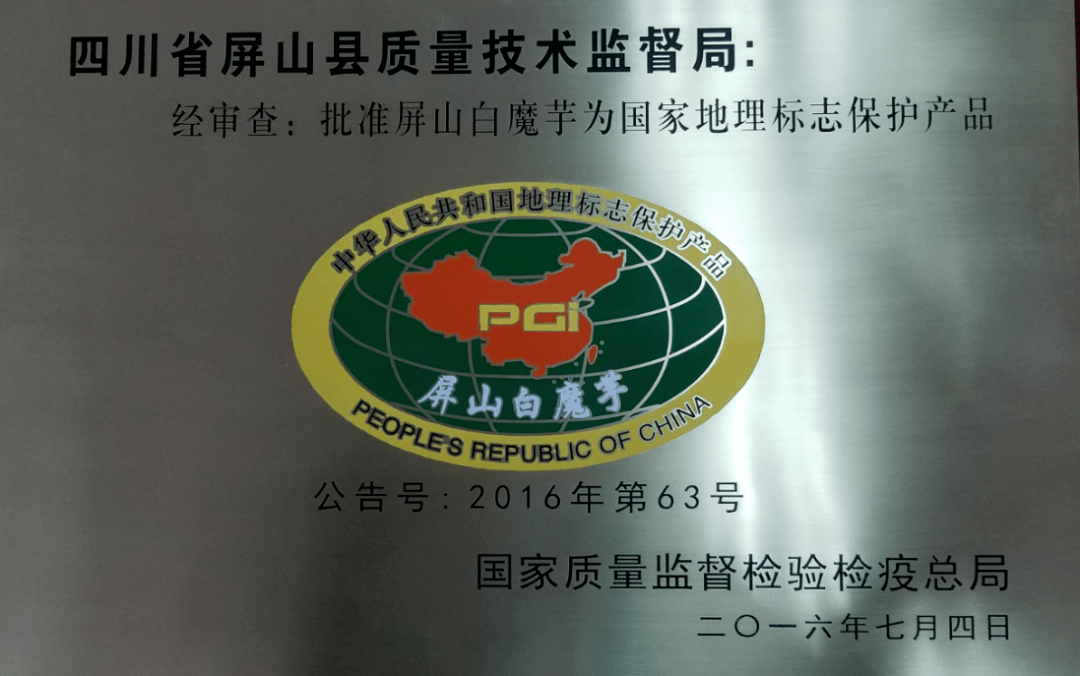 四川省屏山县质量技术监督局:
经审查：批准屏山白魔芋为国家地理标志保护产品
中华人民共和国地理标志保护产品
PGi
屏山白魔芋
PEOPLE'S REPUBLIC OF CHINA
公告号：2016年第63号
国家质量监督检验检疫总局
二〇一六年七月四日